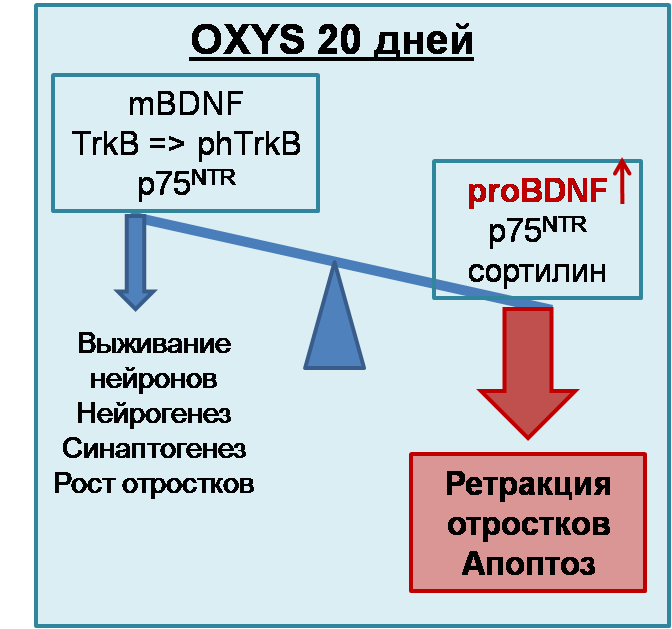 OXYS 20 дней
mBDNF
TrkB => phTrkB
p75NTR
proBDNF
p75NTR
сортилин
Выживание
нейронов
Нейрогенез
Синаптогенез
Рост отростков
Ретракция
отростков
Апоптоз